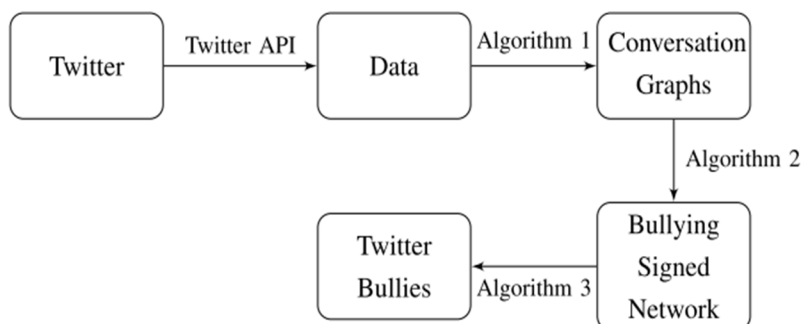 Twitter
Twitter API
Data
Algorithm 1
Conversation
Graphs
Algorithm 2
Bullying
Signed
Network
Algorithm 3
Twitter
Bullies